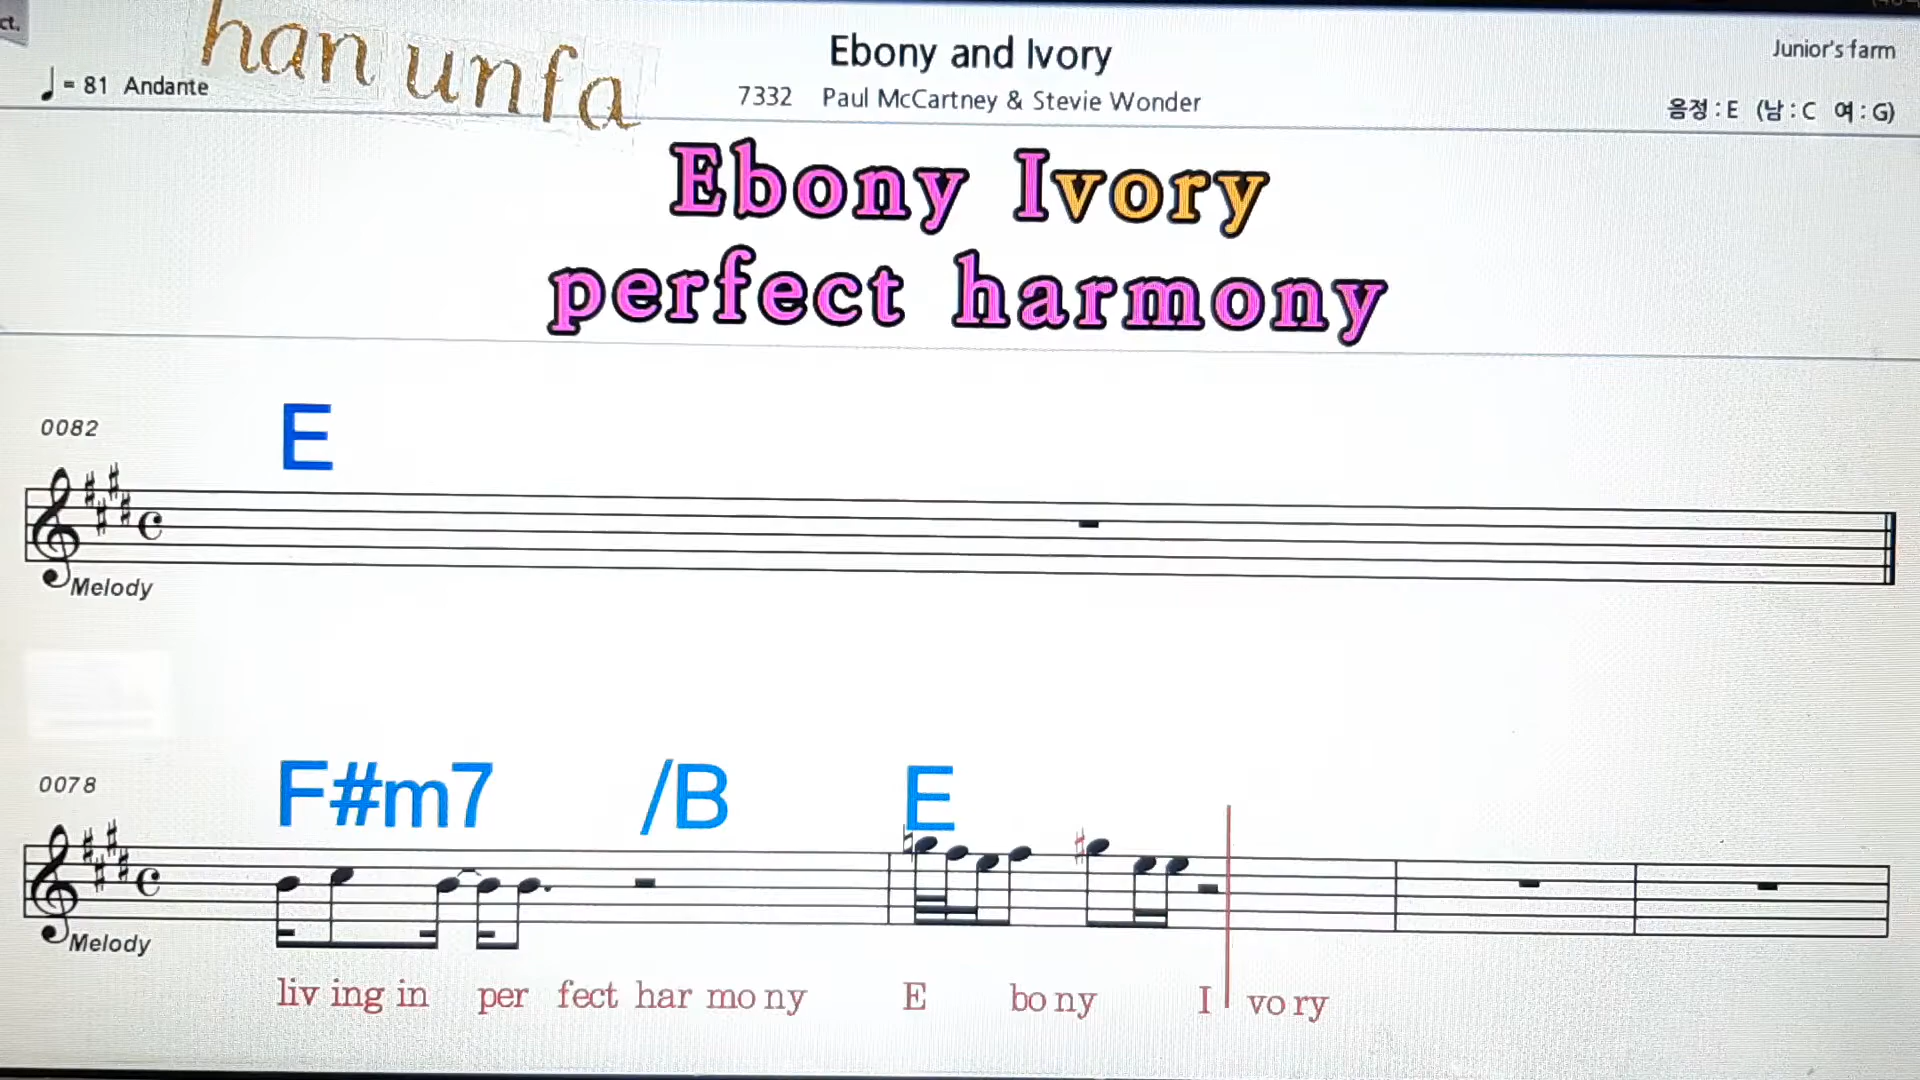 ct.
han unfa
Ebony and Ivory
Junior's farm
♩ = 81 Andante
7332 Paul McCartney & Stevie Wonder
음정 : E (남 : C 여 : G)
Ebony Ivory
perfect harmony
0082
E
Melody
0078
F#m7 /B E
Melody
liv ing in per fect har mo ny E bo ny I vo ry